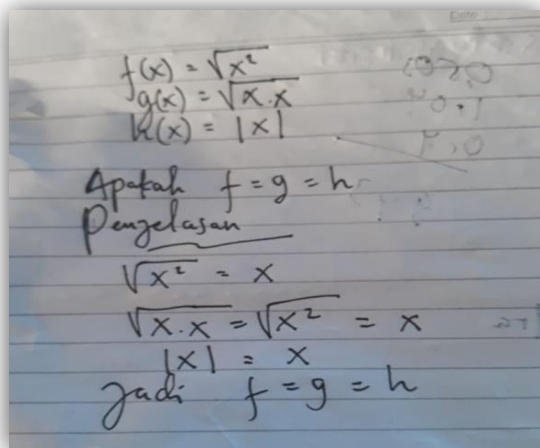 f(x) = √x²
g(x) = √x.x
h(x) = |x|
Apakah f = g = h
Penjelasan
√x² = x
√x.x = √x² = x
|x| = x
Jadi f = g = h